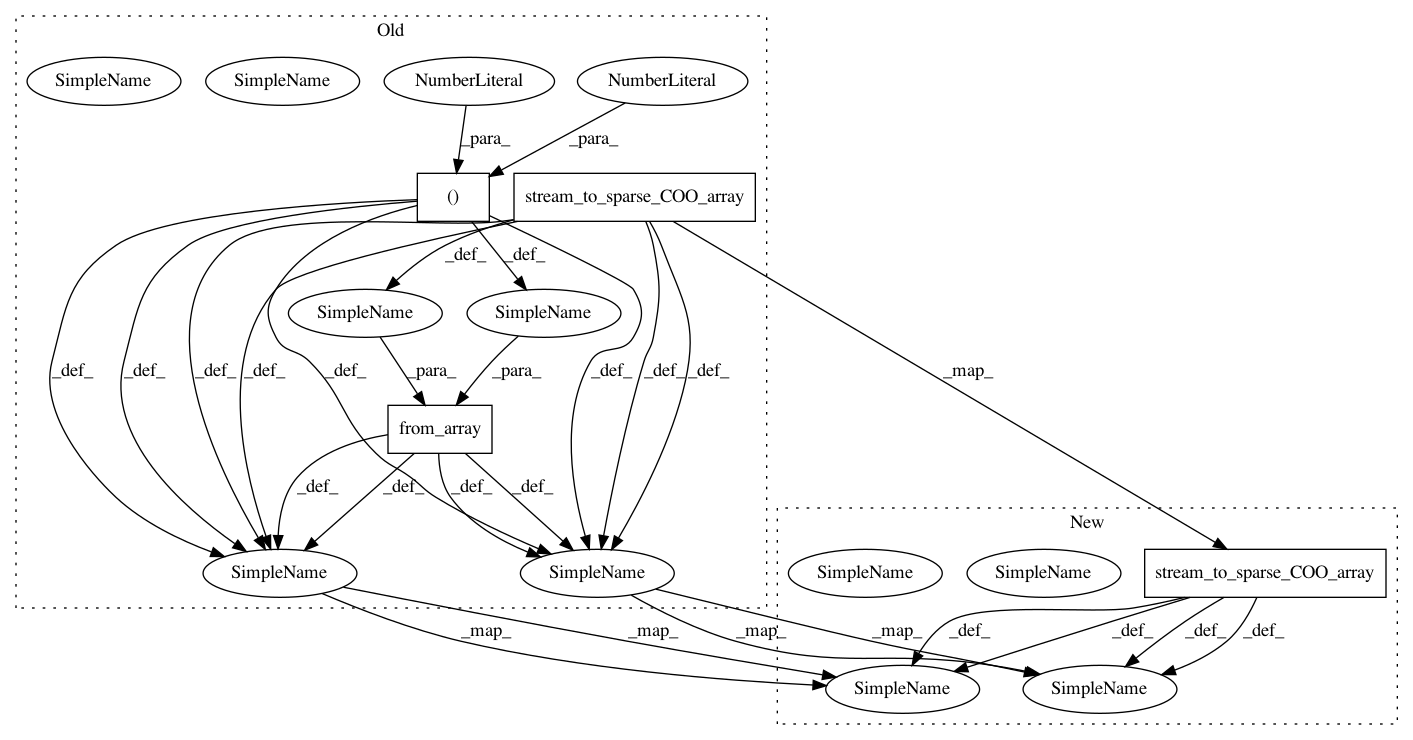 Old
SimpleName
SimpleName
NumberLiteral
NumberLiteral
_para_
_para_
()
stream_to_sparse_COO_array
_def_
_def_
SimpleName
SimpleName
_def_
_def_
_def_
_def_
_def_
_para_
_para_
_def_
_def_
_def_
_map_
from_array
_def_
_def_
_def_
_def_
New
SimpleName
SimpleName
SimpleName
SimpleName
stream_to_sparse_COO_array
_map_
_map_
_map_
_map_
_def_
_def_
_def_
_def_
SimpleName
SimpleName